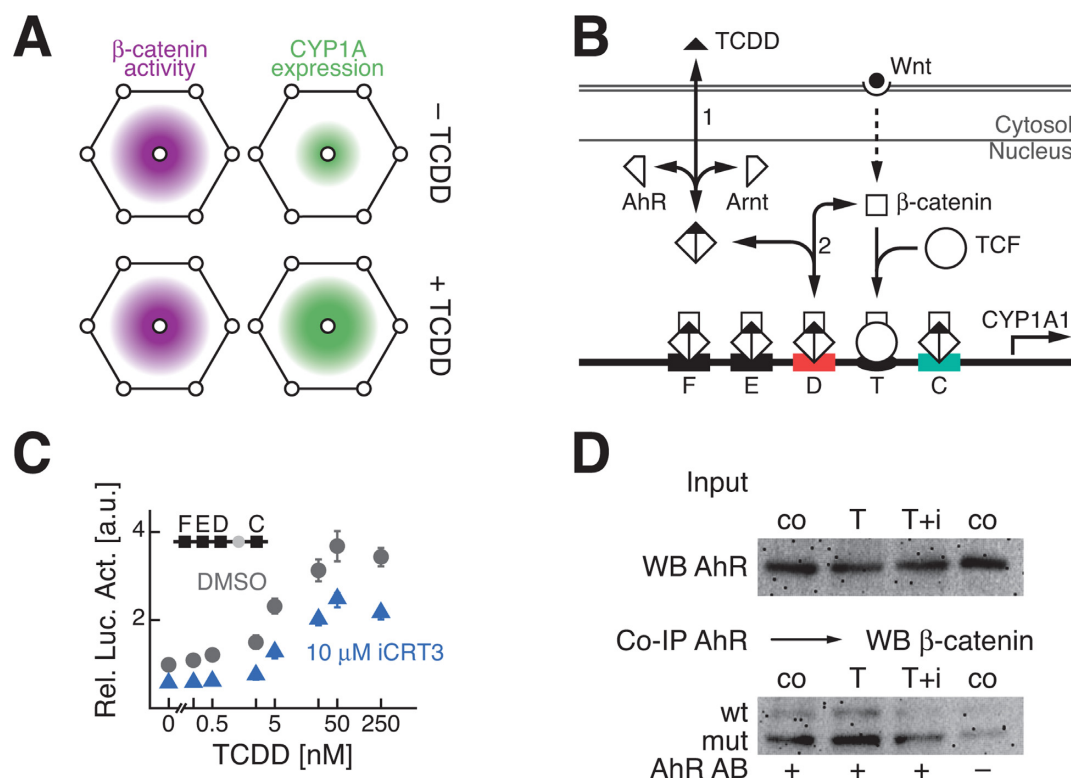 A
β-catenin
activity
CYP1A
expression
– TCDD
+ TCDD
B
TCDD
Wnt
1
Cytosol
Nucleus
AhR
Arnt
β-catenin
2
TCF
CYP1A1
F E D T C
C
Rel. Luc. Act. [a.u.]
4
2
F E D C
DMSO
10 µM iCRT3
0 0.5 5 50 250
TCDD [nM]
D
Input
co T T+i co
WB AhR
Co-IP AhR WB β-catenin
co T T+i co
wt
mut
AhR AB + + + –